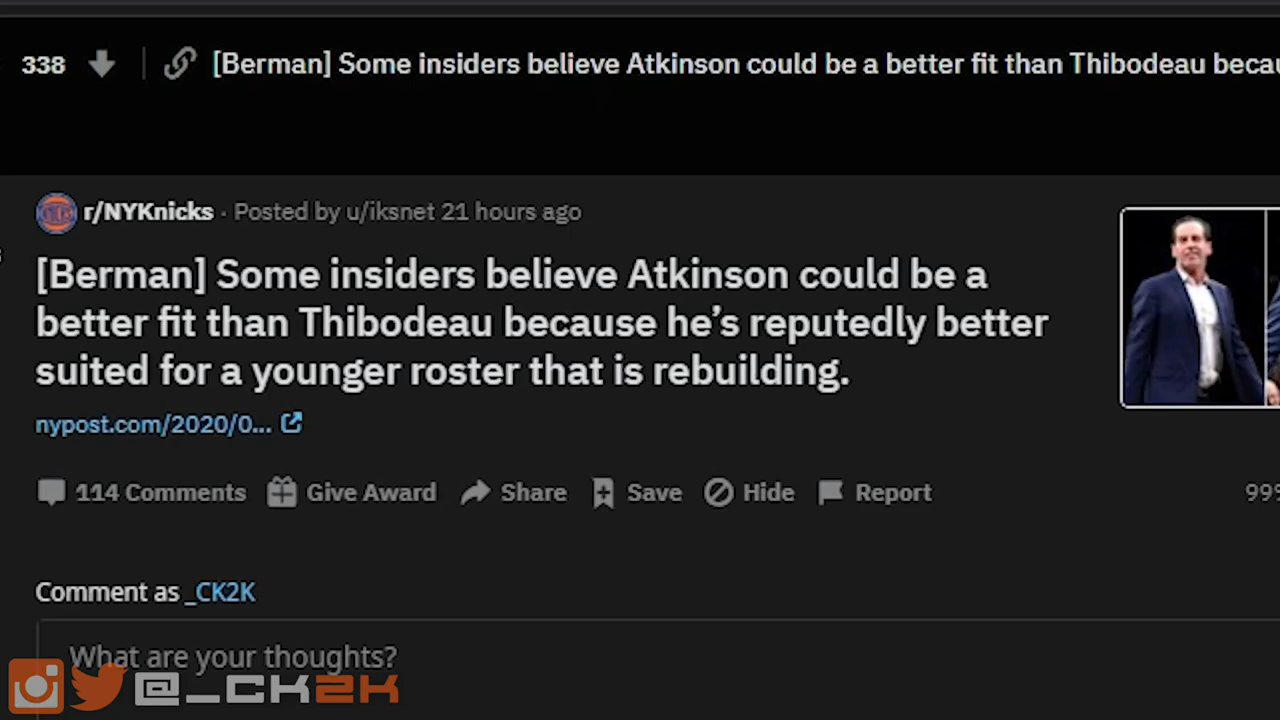 338 [Berman] Some insiders believe Atkinson could be a better fit than Thibodeau becau
r/NYKnicks · Posted by u/iksnet 21 hours ago
[Berman] Some insiders believe Atkinson could be a
better fit than Thibodeau because he’s reputedly better
suited for a younger roster that is rebuilding.
nypost.com/2020/0...
114 Comments Give Award Share Save Hide Report 99%
Comment as _CK2K
What are your thoughts?
@_CK2K